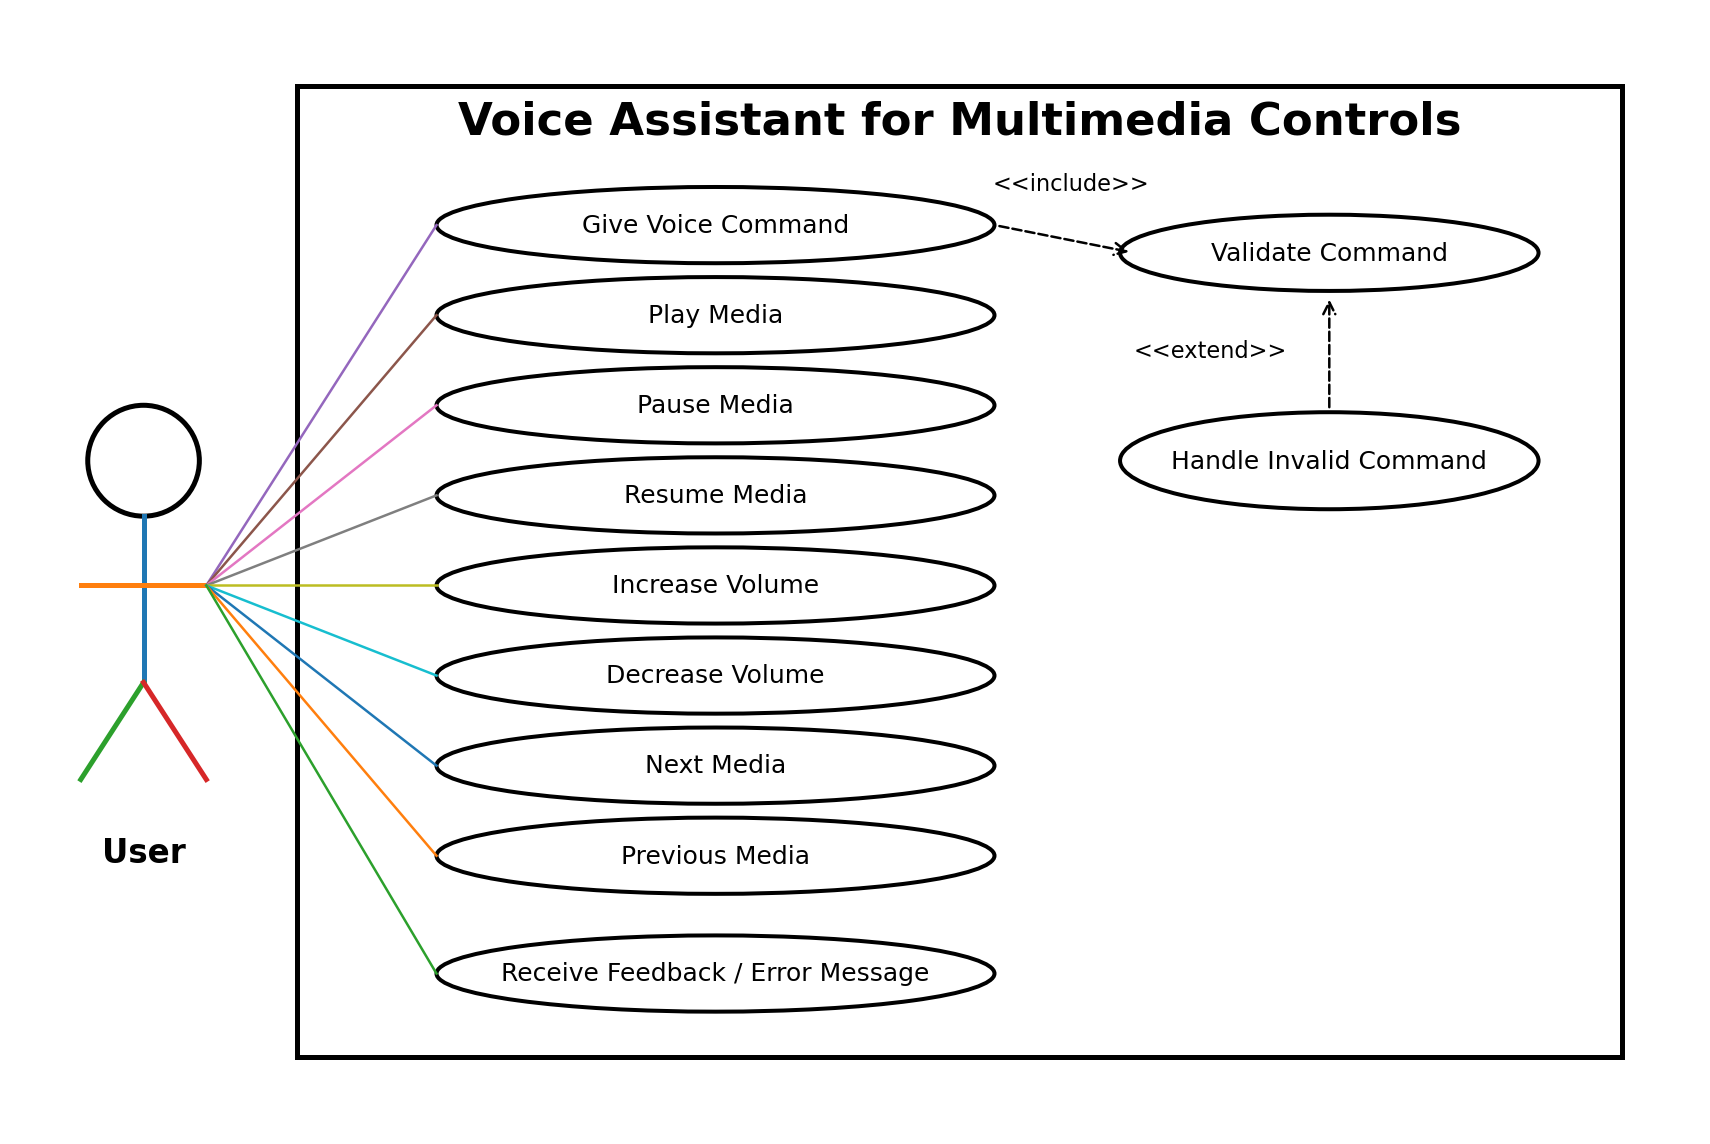 Voice Assistant for Multimedia Controls
<<include>>
Give Voice Command
Validate Command
Play Media
<<extend>>
Pause Media
Handle Invalid Command
Resume Media
Increase Volume
Decrease Volume
Next Media
User
Previous Media
Receive Feedback / Error Message